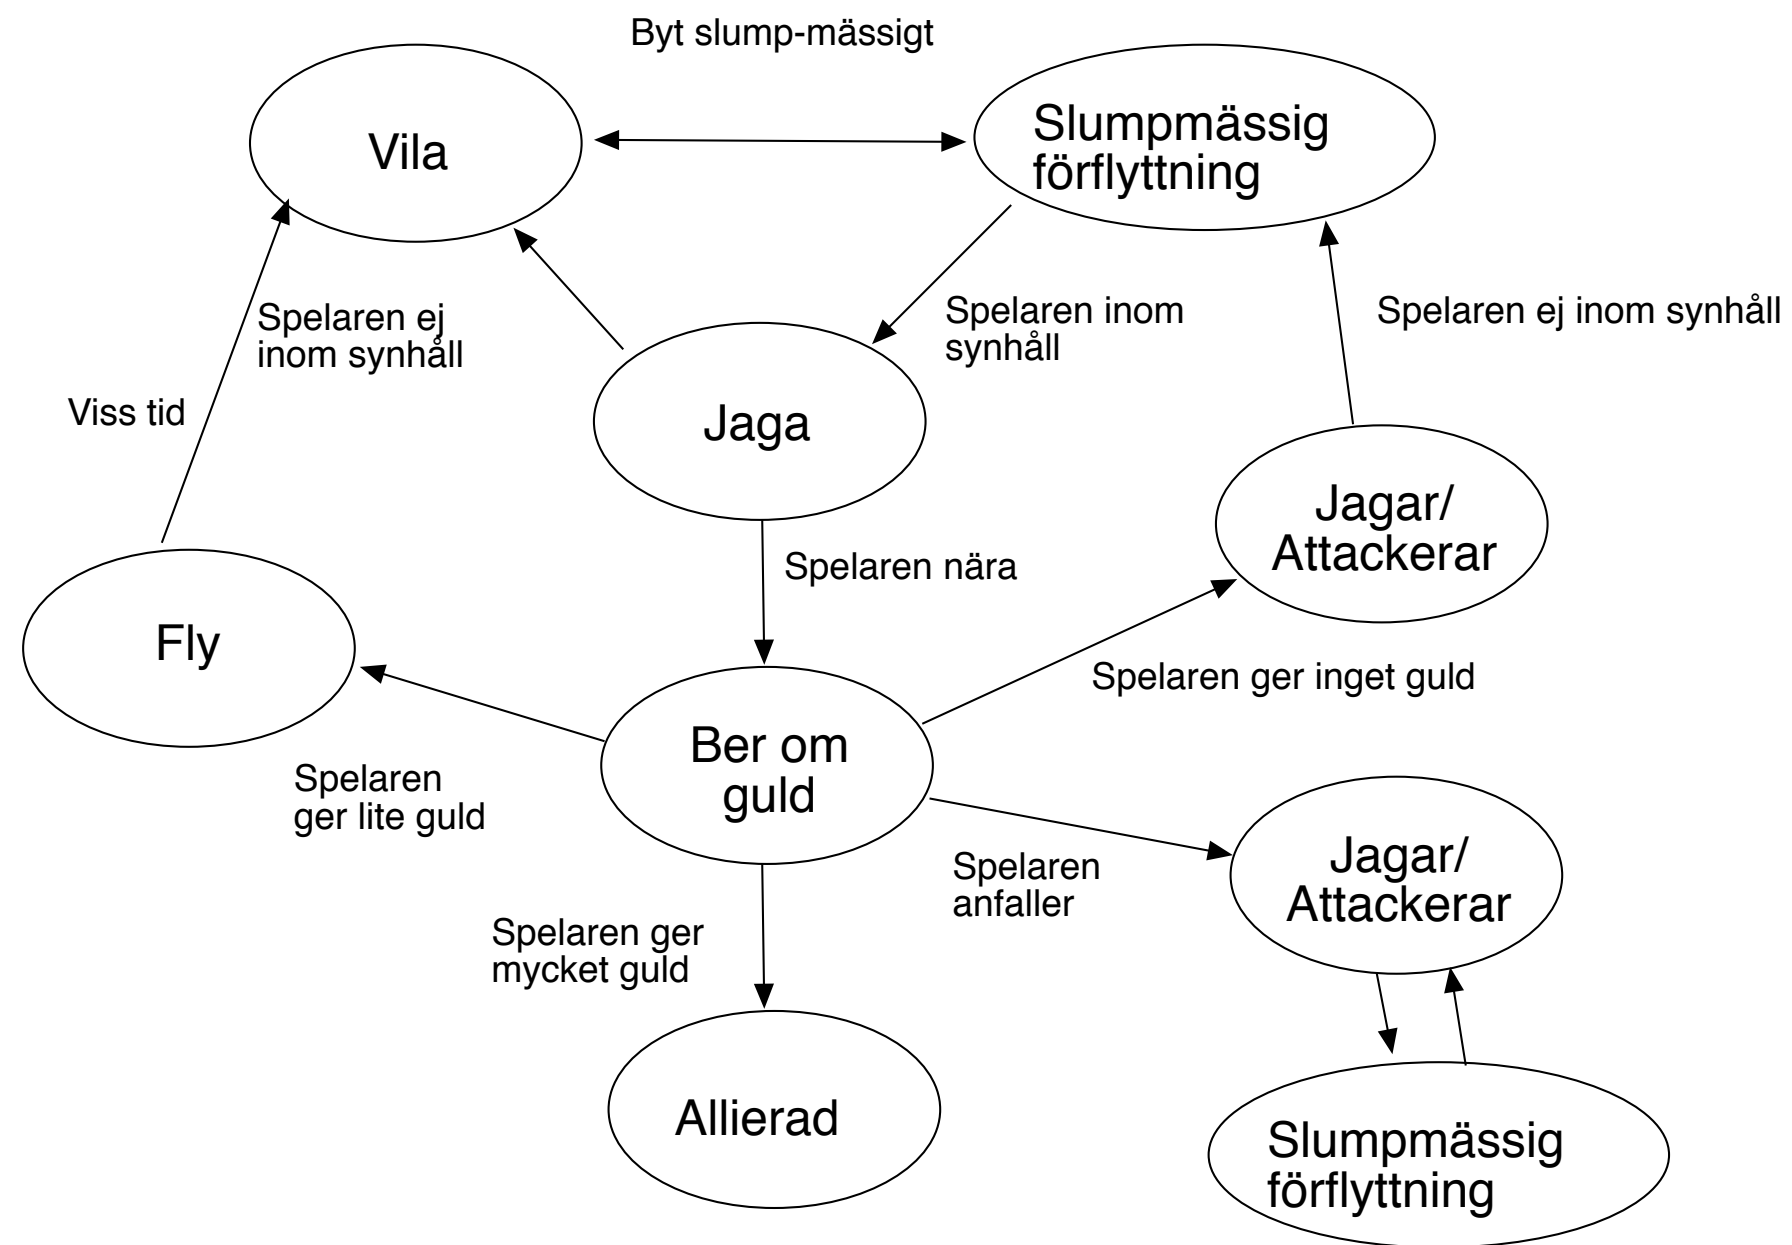 Byt slump-mässigt
Vila
Slumpmässig
förflyttning
Spelaren ej
inom synhåll
Spelaren inom
synhåll
Spelaren ej inom synhåll
Viss tid
Jaga
Jagar/
Attackerar
Spelaren nära
Fly
Spelaren ger inget guld
Ber om
guld
Spelaren
ger lite guld
Spelaren
anfaller
Jagar/
Attackerar
Spelaren ger
mycket guld
Allierad
Slumpmässig
förflyttning